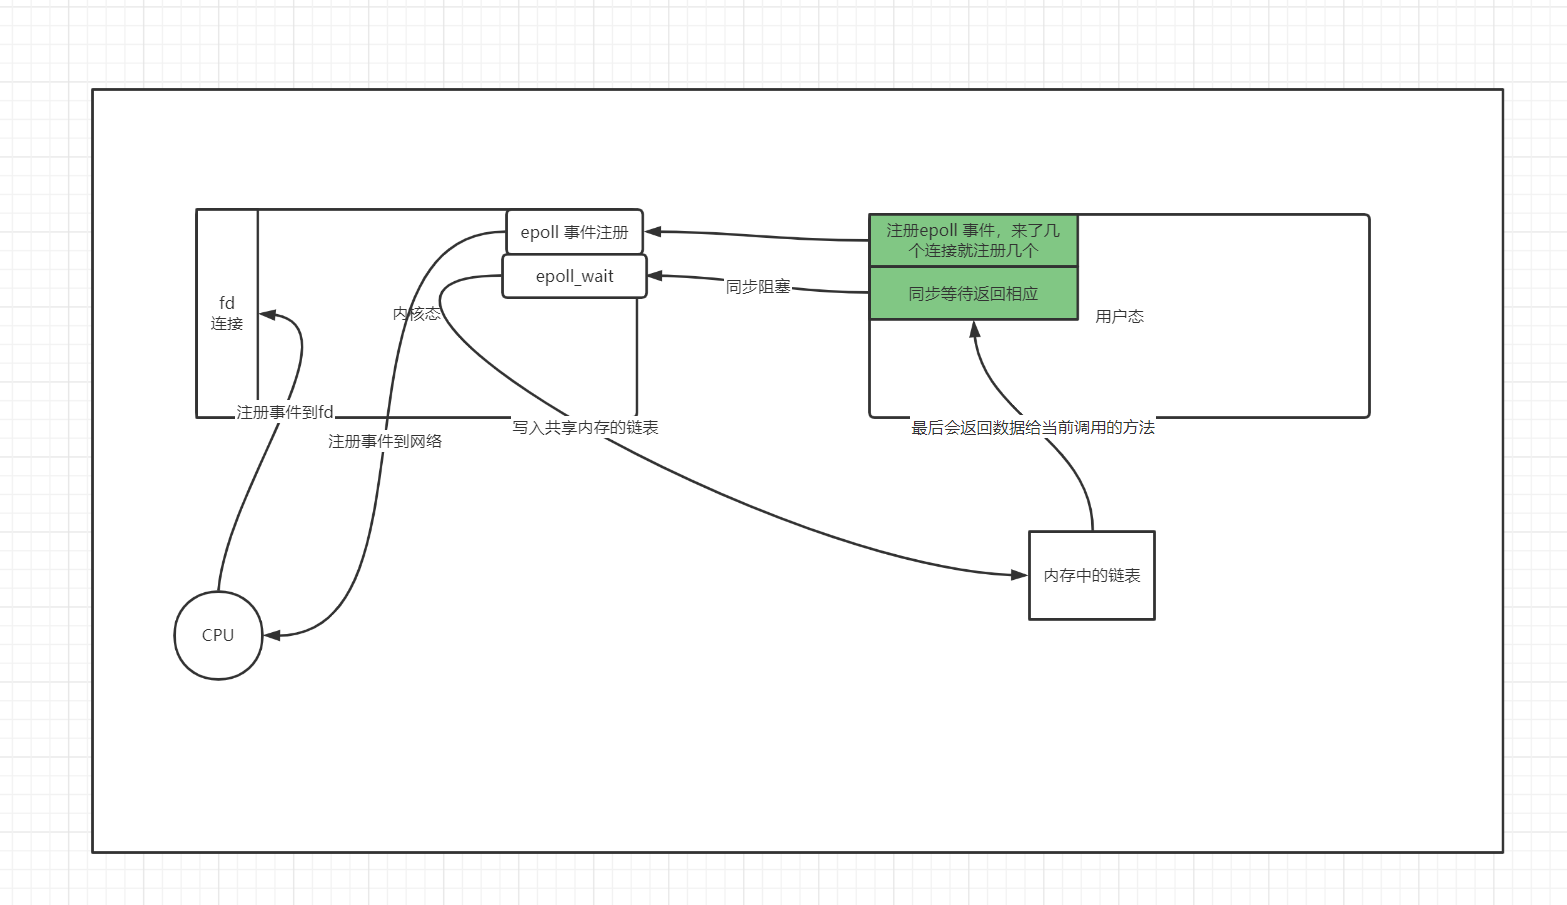 epoll 事件注册
注册epoll 事件，来了几
个连接就注册几个
epoll_wait
同步阻塞
同步等待返回相应
fd
连接
内核态
用户态
注册事件到fd
注册事件到网络
写入共享内存的链表
最后会返回数据给当前调用的方法
内存中的链表
CPU